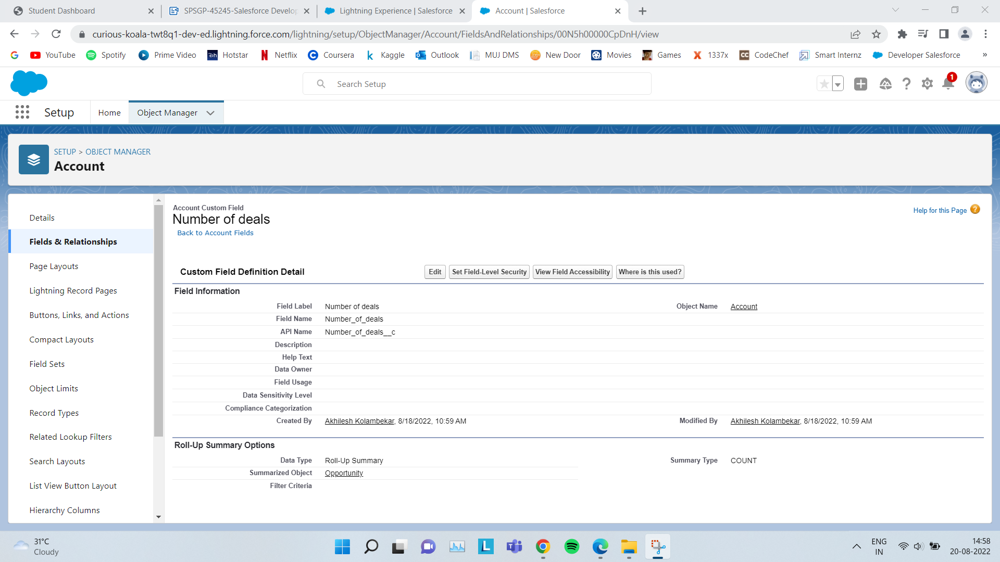 Student Dashboard
SPSGP-45245-Salesforce Develop
Lightning Experience | Salesforce
Account | Salesforce
curious-koala-twt8q1-dev-ed.lightning.force.com/lightning/setup/ObjectManager/Account/FieldsAndRelationships/00N5h00000CpDnH/view
YouTube Spotify Prime Video Hotstar Netflix Coursera Kaggle Outlook MUJ DMS New Door Movies Games 1337x CodeChef Smart Internz Developer Salesforce »
Search Setup
1
Setup Home Object Manager
SETUP > OBJECT MANAGER
Account
Details
Fields & Relationships
Page Layouts
Lightning Record Pages
Buttons, Links, and Actions
Compact Layouts
Field Sets
Object Limits
Record Types
Related Lookup Filters
Search Layouts
List View Button Layout
Hierarchy Columns
Account Custom Field
Number of deals
Back to Account Fields
Help for this Page
Custom Field Definition Detail Edit Set Field-Level Security View Field Accessibility Where is this used?
Field Information
Field Label Number of deals Object Name Account
Field Name Number_of_deals
API Name Number_of_deals__c
Description
Help Text
Data Owner
Field Usage
Data Sensitivity Level
Compliance Categorization
Created By Akhilesh Kolambekar, 8/18/2022, 10:59 AM Modified By Akhilesh Kolambekar, 8/18/2022, 10:59 AM
Roll-Up Summary Options
Data Type Roll-Up Summary Summary Type COUNT
Summarized Object Opportunity
Filter Criteria
31°C
Cloudy
ENG
IN
14:58
20-08-2022